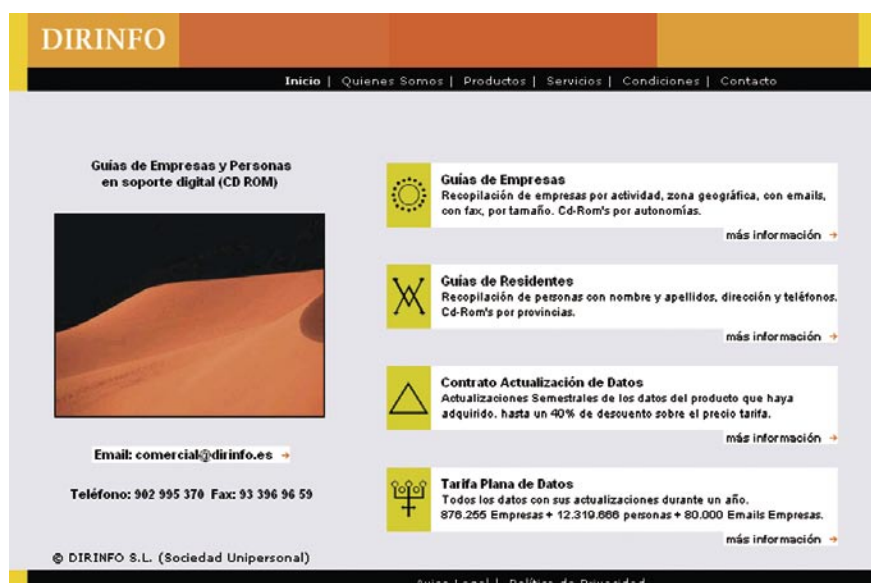 DIRINFO
Inicio | Quienes Somos | Productos | Servicios | Condiciones | Contacto
Guías de Empresas y Personas
en soporte digital (CD ROM)
Email: comercial@dirinfo.es
Teléfono: 902 995 370 Fax: 93 396 96 59
© DIRINFO S.L. (Sociedad Unipersonal)
Guías de Empresas
Recopilación de empresas por actividad, zona geográfica, con emails,
con fax, por tamaño. Cd-Rom's por autonomías.
más información
Guías de Residentes
Recopilación de personas con nombre y apellidos, dirección y teléfonos.
Cd-Rom's por provincias.
más información
Contrato Actualización de Datos
Actualizaciones Semestrales de los datos del producto que haya
adquirido. hasta un 40% de descuento sobre el precio tarifa.
más información
Tarifa Plana de Datos
Todos los datos con sus actualizaciones durante un año.
876.255 Empresas + 12.319.666 personas + 80.000 Emails Empresas.
más información
Aviso Legal | Política de Privacidad